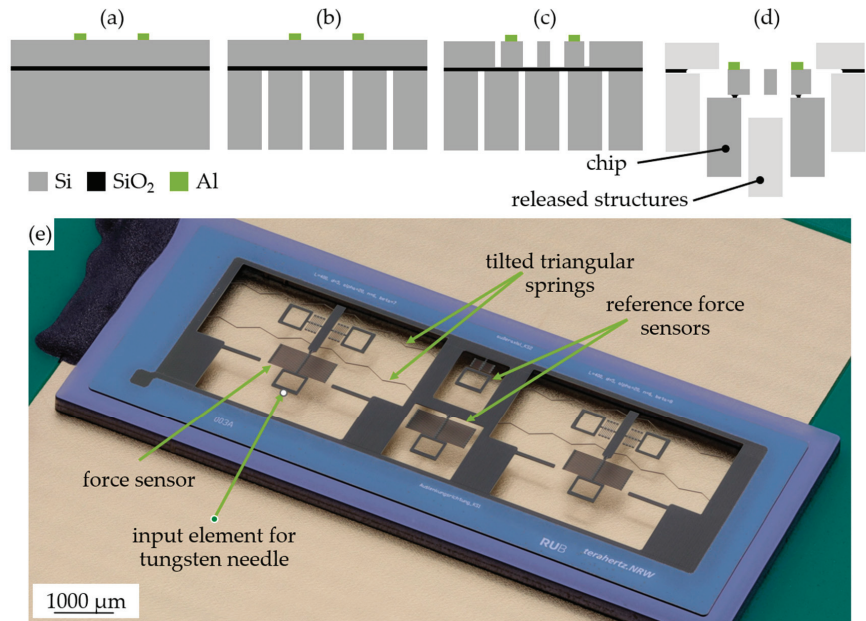 (a)
(b)
(c)
(d)
chip
released structures
Si
SiO₂
Al
(e)
tilted triangular
springs
reference force
sensors
003A
force sensor
input element for
tungsten needle
RUB
terahertz.NRW
1000 µm